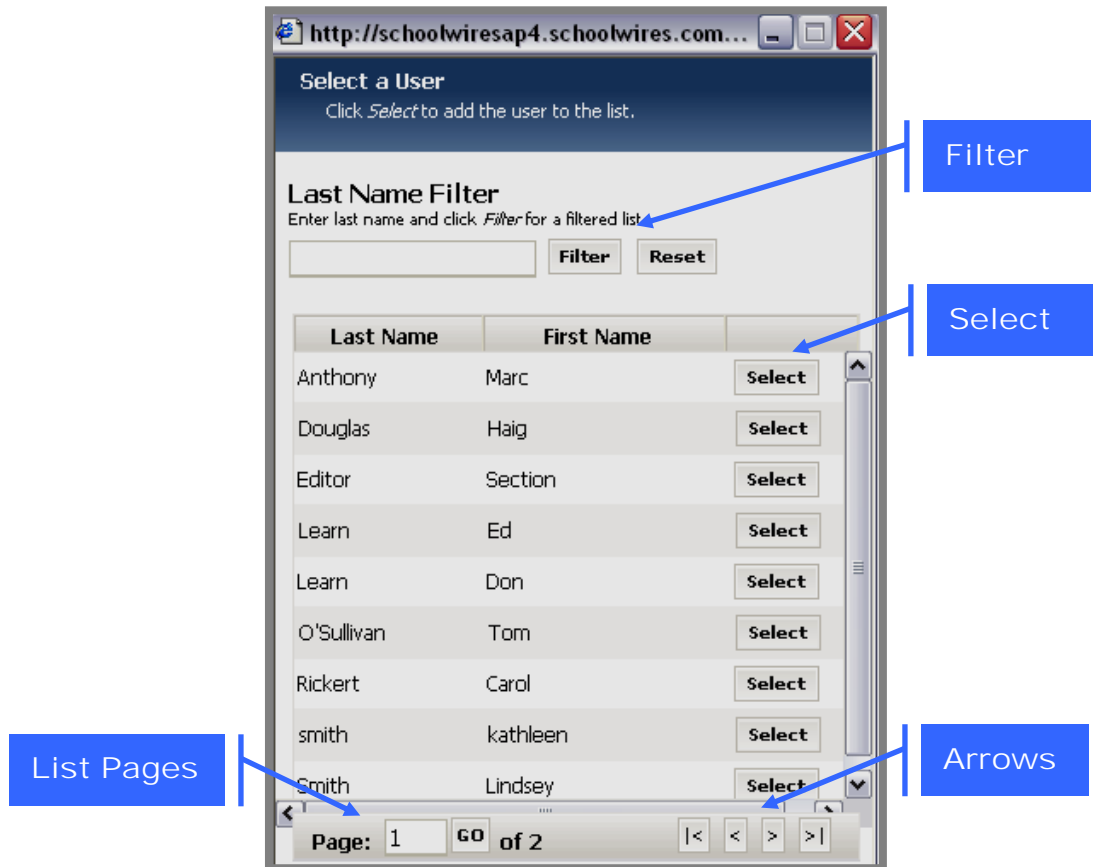 http://schoolwiresap4.schoolwires.com...
Select a User
Click Select to add the user to the list.
Filter
Last Name Filter
Enter last name and click Filter for a filtered list
Filter Reset
Select
Last Name First Name
Anthony Marc Select
Douglas Haig Select
Editor Section Select
Learn Ed Select
Learn Don Select
O'Sullivan Tom Select
Rickert Carol Select
smith kathleen Select
List Pages
Arrows
Smith Lindsey Select
Page: 1 GO of 2 |< < > >|